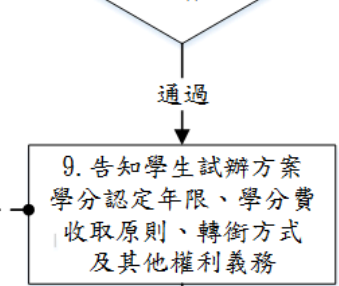 通過
9.告知學生試辦方案
學分認定年限、學分費
收取原則、轉銜方式
及其他權利義務